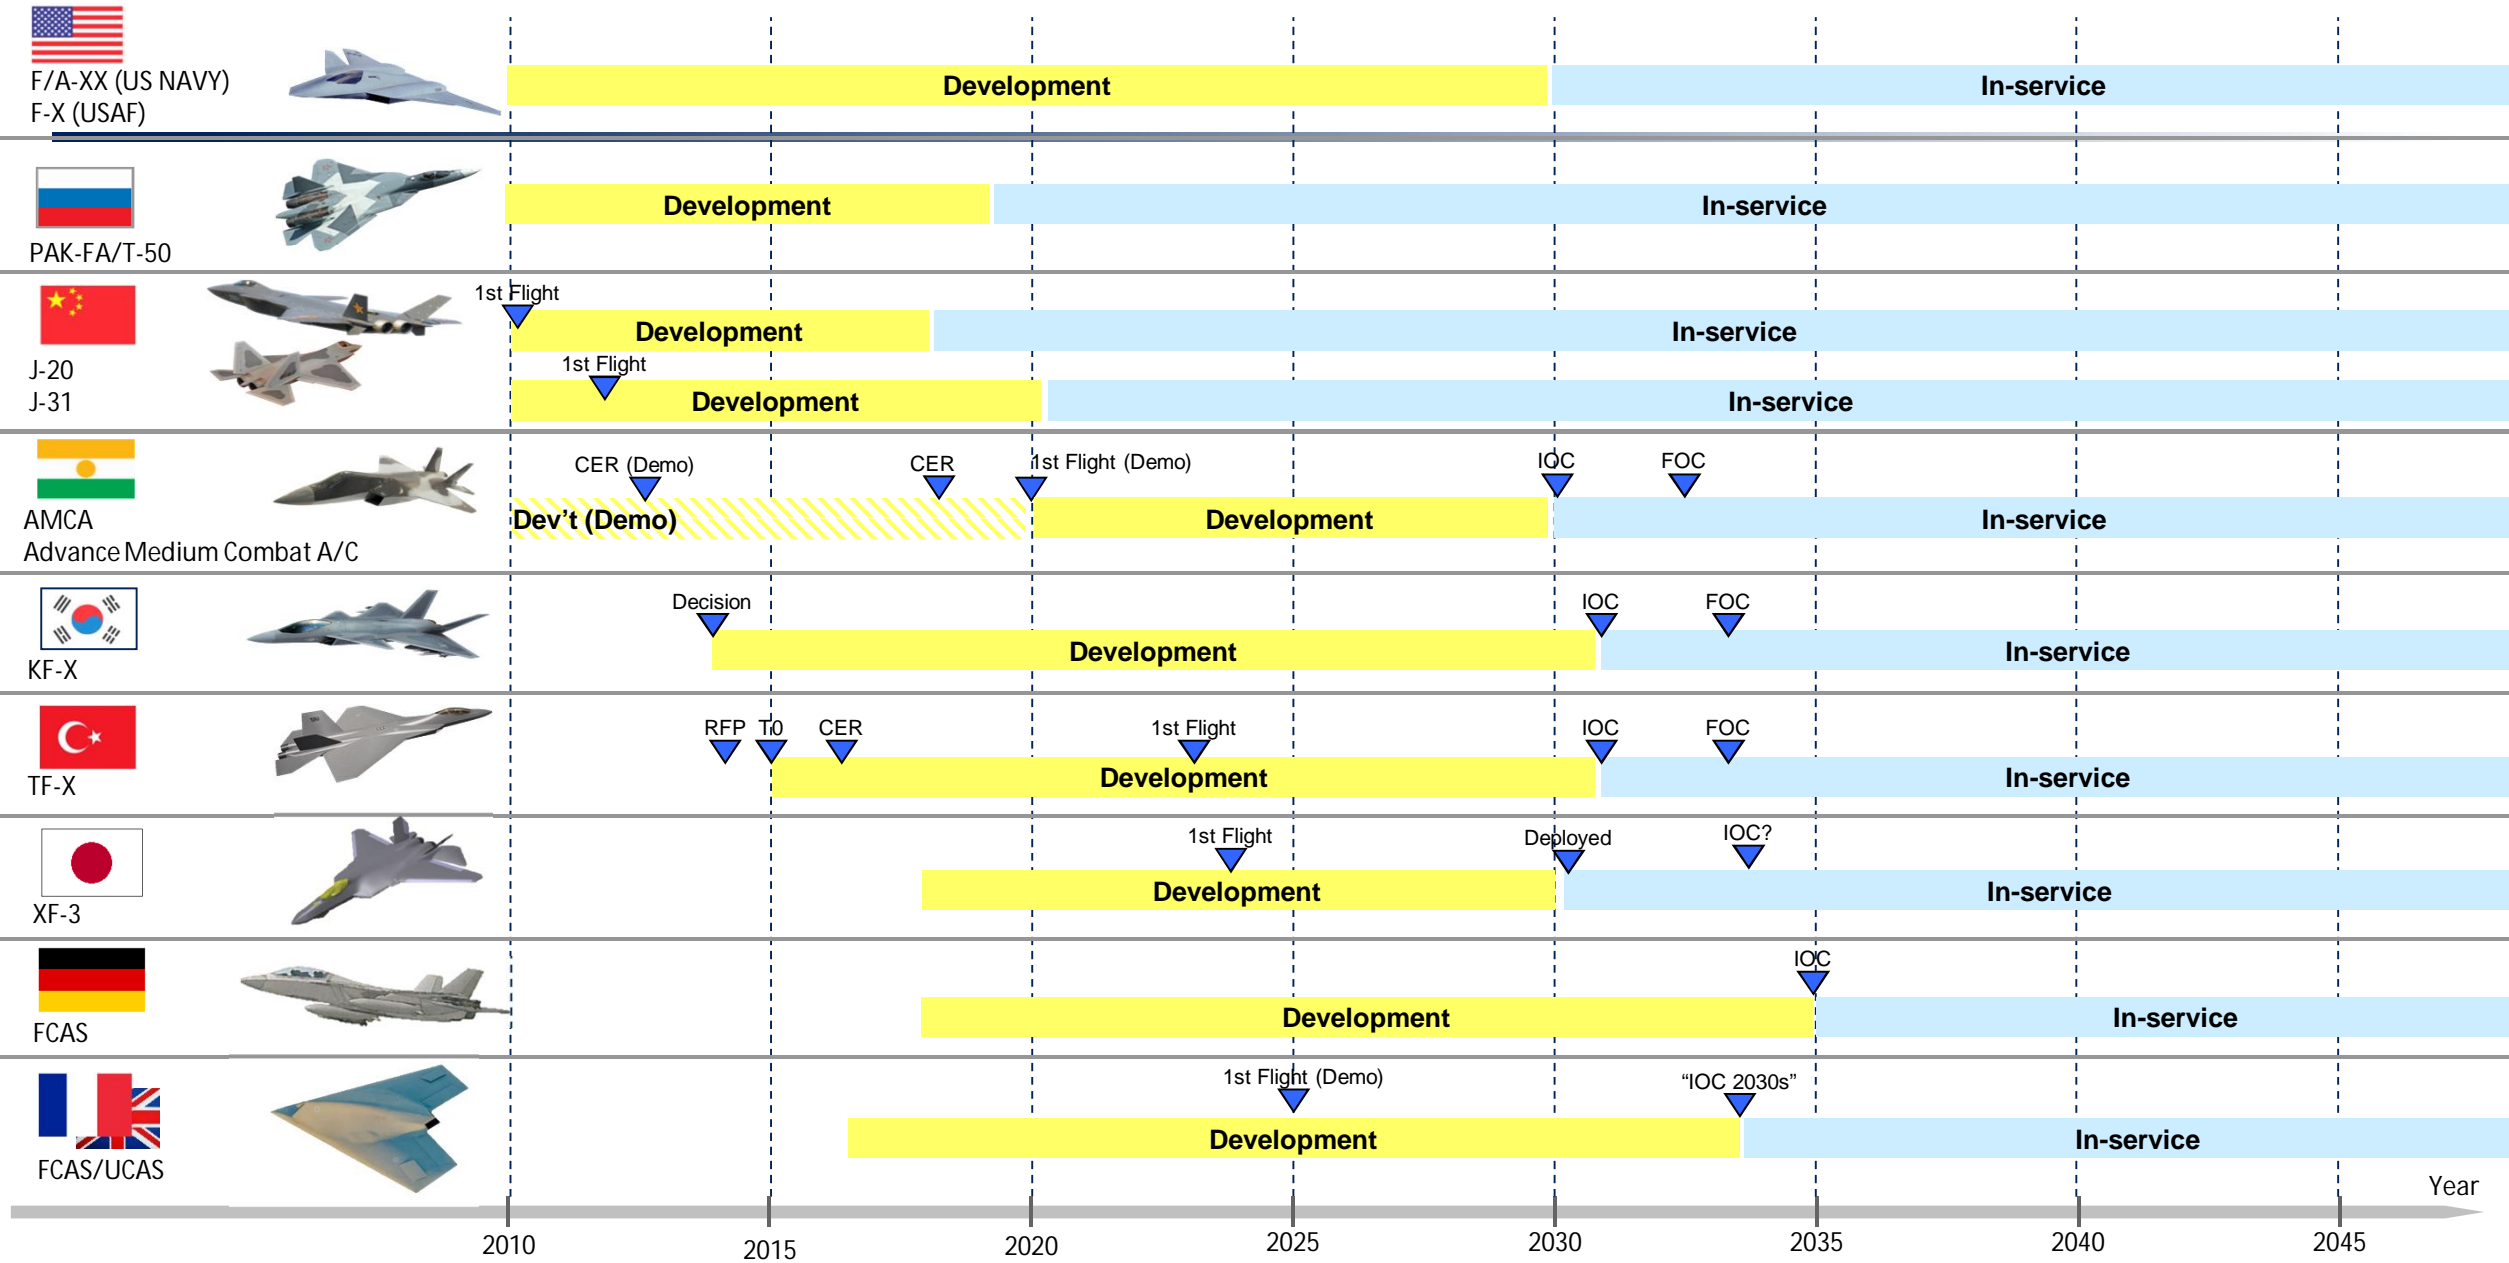 F/A-XX (US NAVY)
F-X (USAF)
Development
In-service
PAK-FA/T-50
Development
In-service
1st Flight
Development
In-service
J-20
J-31
1st Flight
Development
In-service
AMCA
Advance Medium Combat A/C
CER (Demo)
CER
1st Flight (Demo)
IOC
FOC
Dev't (Demo)
Development
In-service
KF-X
Decision
IOC
FOC
Development
In-service
TF-X
RFP
T0
CER
1st Flight
IOC
FOC
Development
In-service
XF-3
1st Flight
Deployed
IOC?
Development
In-service
FCAS
IOC
Development
In-service
FCAS/UCAS
1st Flight (Demo)
“IOC 2030s”
Development
In-service
Year
2010
2015
2020
2025
2030
2035
2040
2045